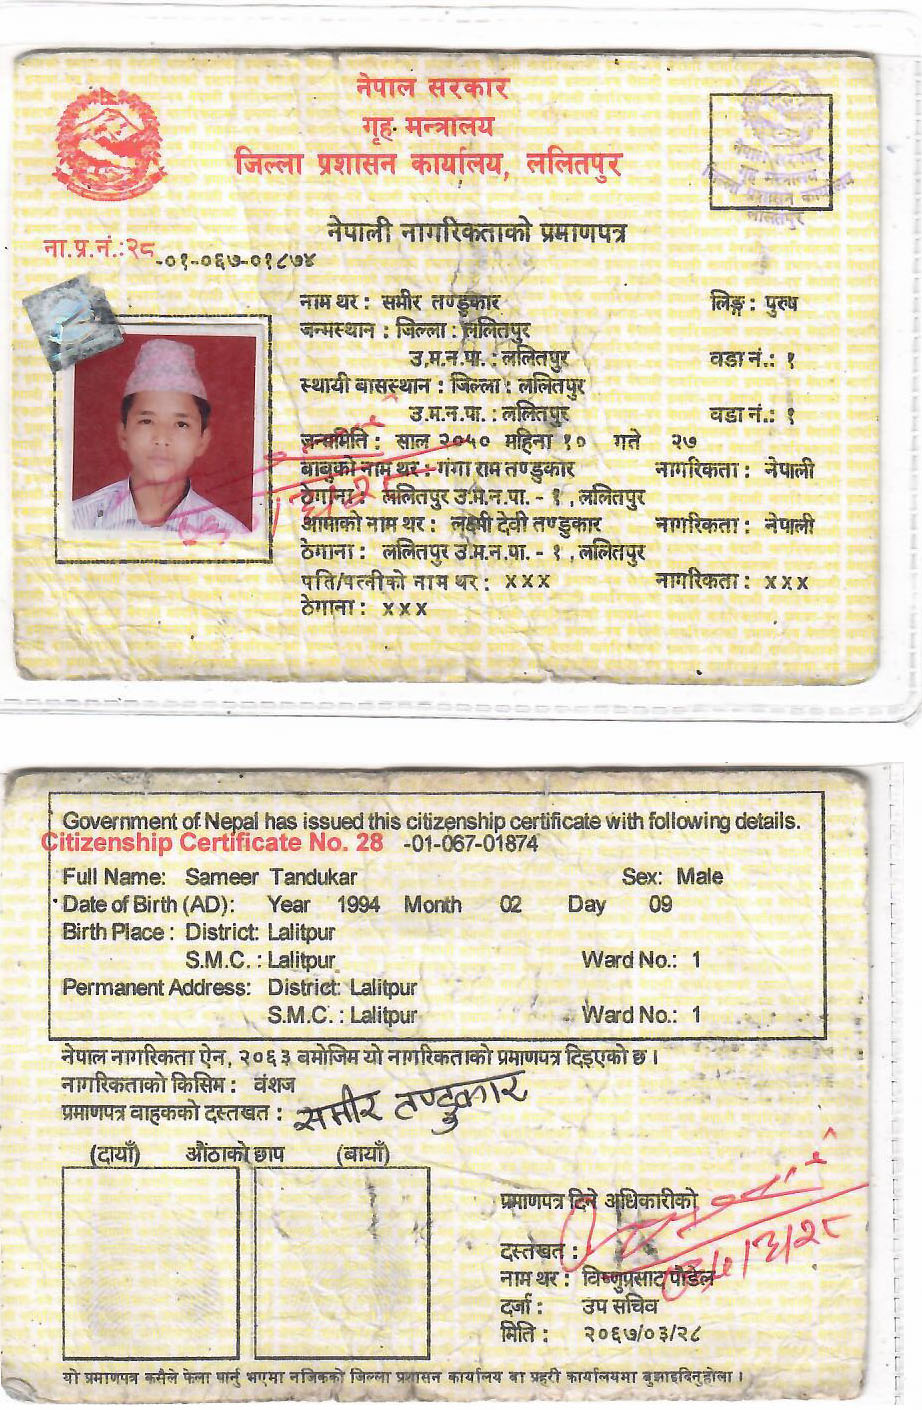 नेपाल सरकार
गृह मन्त्रालय
जिल्ला प्रशासन कार्यालय, ललितपुर
नेपाल सरकार
गृह मन्त्रालय
जिल्ला प्रशासन कार्यालय
ललितपुर
नेपाली नागरिकताको प्रमाणपत्र
ना.प्र.नं.:२८ -०१-०६७-०१८७४
नाम थर : समीर तण्डुकार लिङ्ग : पुरुष
जन्मस्थान : जिल्ला : ललितपुर
उ.म.न.पा. : ललितपुर वडा नं.: १
स्थायी बासस्थान : जिल्ला : ललितपुर
उ.म.न.पा. : ललितपुर वडा नं.: १
जन्ममिति : साल २०५० महिना १० गते २७
बाबुको नाम थर : गंगा राम तण्डुकार नागरिकता : नेपाली
ठेगाना : ललितपुर उ.म.न.पा. - १ , ललितपुर
आमाको नाम थर : लक्ष्मी देवी तण्डुकार नागरिकता : नेपाली
ठेगाना : ललितपुर उ.म.न.पा. - १ , ललितपुर
पति/पत्नीको नाम थर : x x x नागरिकता : x x x
ठेगाना : x x x
Government of Nepal has issued this citizenship certificate with following details.
Citizenship Certificate No. 28 -01-067-01874
Full Name: Sameer Tandukar Sex: Male
Date of Birth (AD): Year 1994 Month 02 Day 09
Birth Place : District: Lalitpur
S.M.C. : Lalitpur Ward No.: 1
Permanent Address: District: Lalitpur
S.M.C. : Lalitpur Ward No.: 1
नेपाल नागरिकता ऐन, २०६३ बमोजिम यो नागरिकताको प्रमाणपत्र दिइएको छ ।
नागरिकताको किसिम : वंशज
प्रमाणपत्र वाहकको दस्तखत : समीर तण्डुकार
(दायाँ) औंठाको छाप (बायाँ)
प्रमाणपत्र दिने अधिकारीको
दस्तखत :
नाम थर : विष्णुप्रसाद पौडेल
दर्जा : उप सचिव
मिति : २०६७/०३/२८
यो प्रमाणपत्र कसैले फेला पार्नु भएमा नजिकको जिल्ला प्रशासन कार्यालय वा प्रहरी कार्यालयमा बुझाइदिनुहोला ।